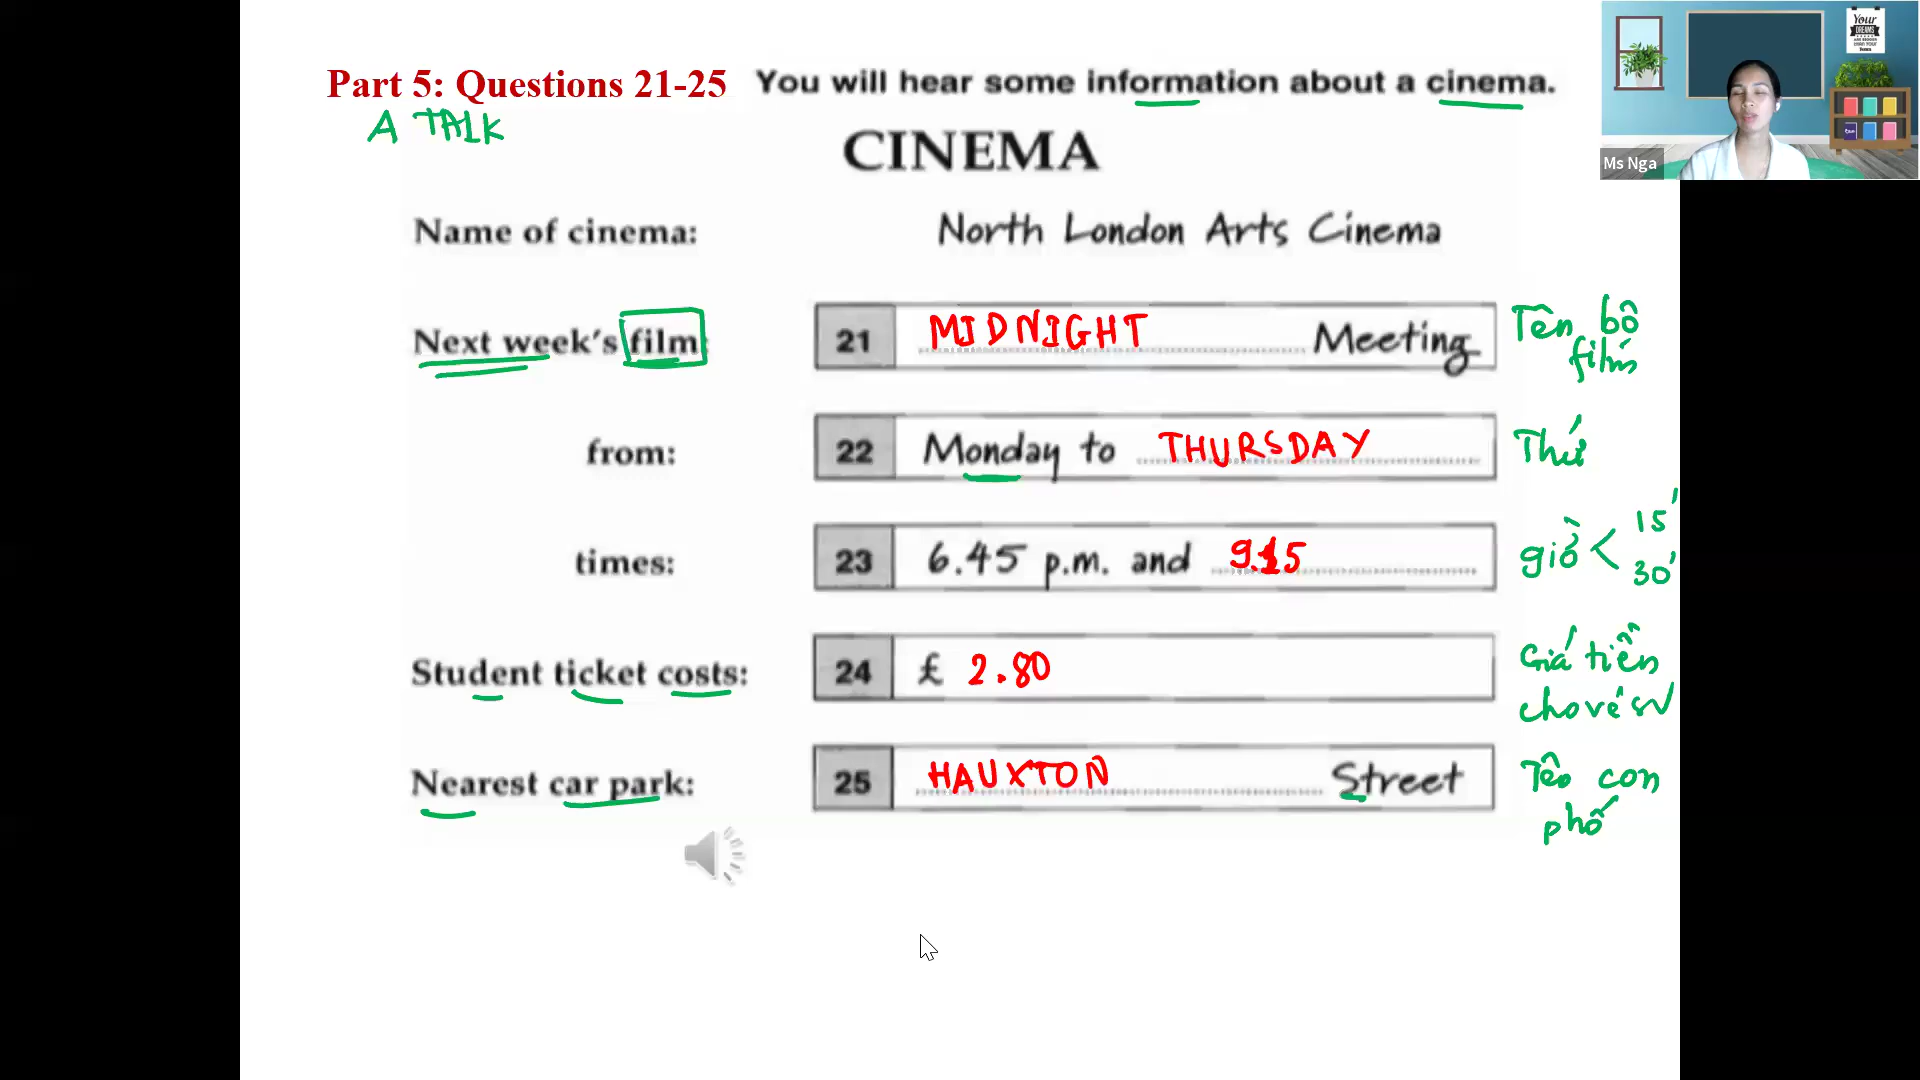 Part 5: Questions 21-25 You will hear some information about a cinema.
A TALK
CINEMA
Name of cinema: North London Arts Cinema
Next week's film: 21 MIDNIGHT Meeting Tên bộ film
from: 22 Monday to THURSDAY Thứ
times: 23 6.45 p.m. and 9.15 giờ < 15' 30'
Student ticket costs: 24 £ 2.80 Giá tiền cho vé SV
Nearest car park: 25 HAUXTON Street Tên con phố
Your
DREAMS
Ms Nga